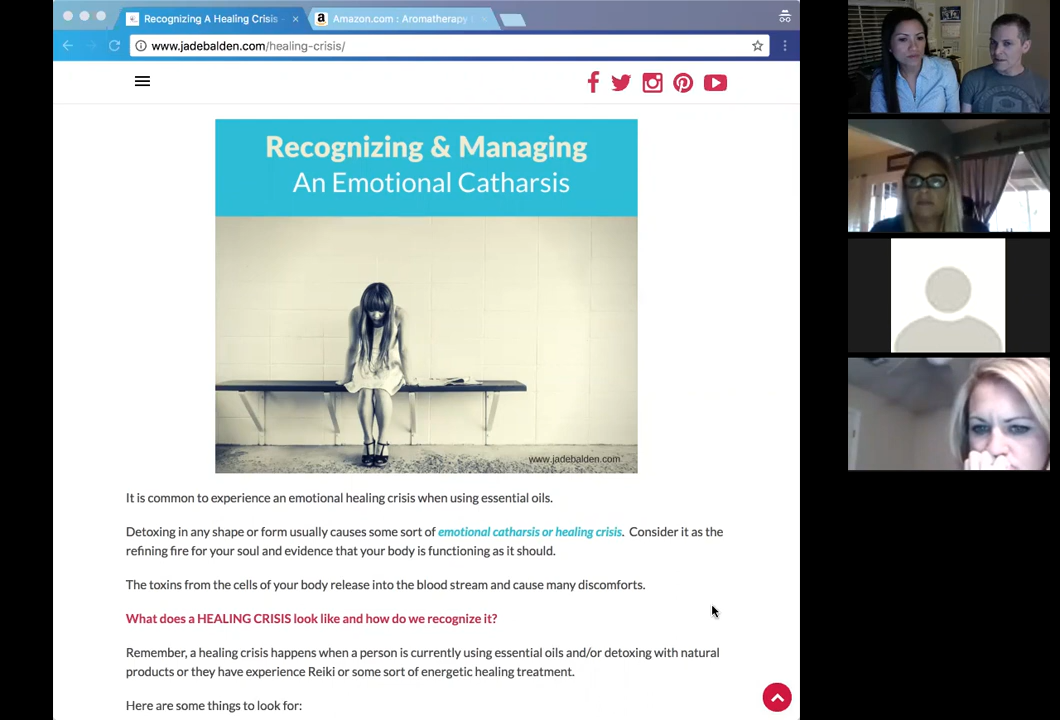 Recognizing A Healing Crisis
Amazon.com : Aromatherapy
www.jadebalden.com/healing-crisis/
Recognizing & Managing
An Emotional Catharsis
www.jadebalden.com
It is common to experience an emotional healing crisis when using essential oils.
Detoxing in any shape or form usually causes some sort of emotional catharsis or healing crisis. Consider it as the
refining fire for your soul and evidence that your body is functioning as it should.
The toxins from the cells of your body release into the blood stream and cause many discomforts.
What does a HEALING CRISIS look like and how do we recognize it?
Remember, a healing crisis happens when a person is currently using essential oils and/or detoxing with natural
products or they have experience Reiki or some sort of energetic healing treatment.
Here are some things to look for: